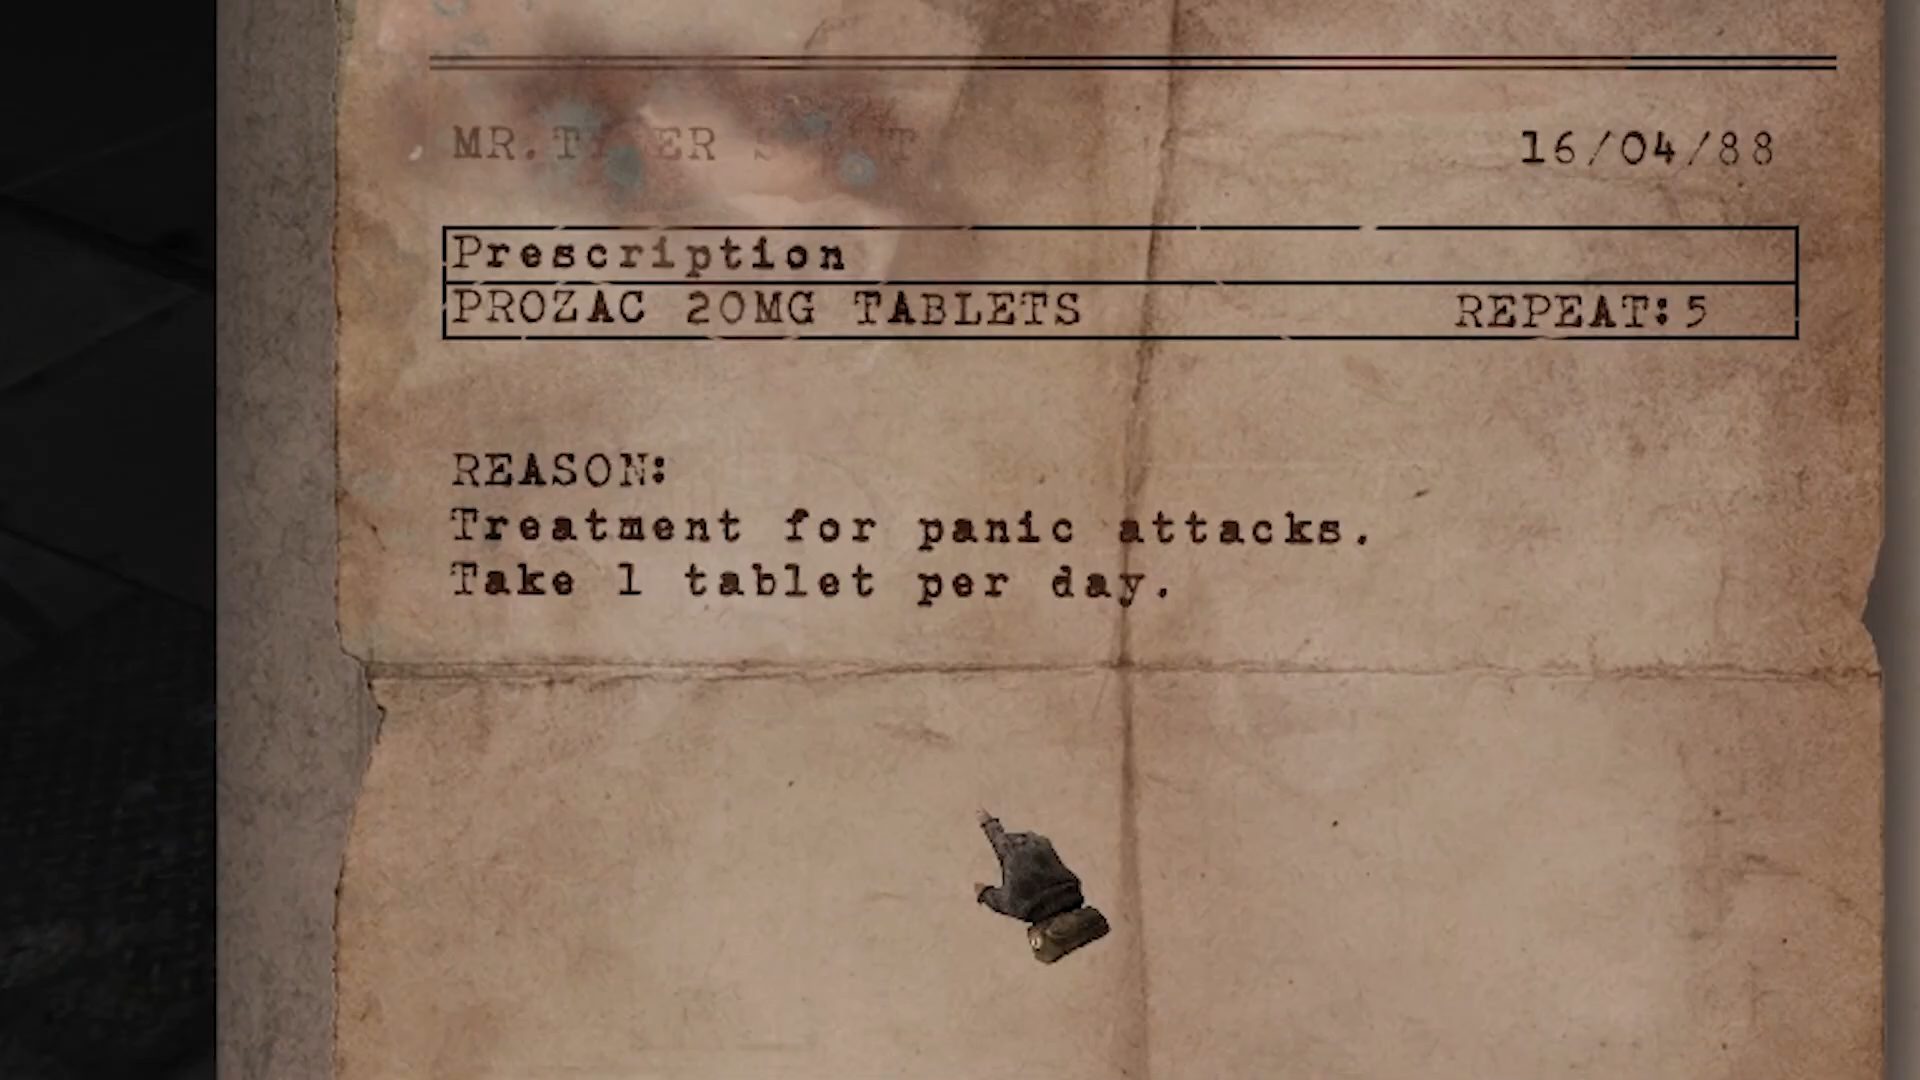 MR.
16/04/88
Prescription
PROZAC 20MG TABLETS REPEAT: 5
REASON:
Treatment for panic attacks.
Take 1 tablet per day.